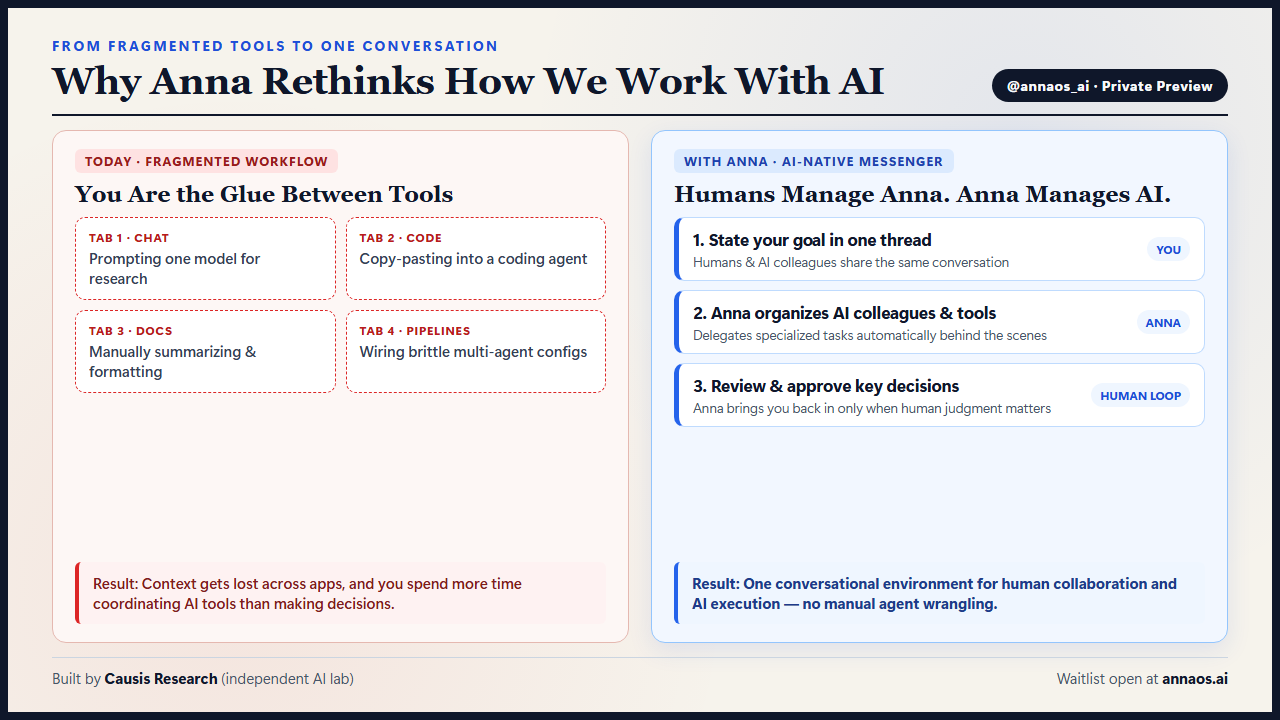 FROM FRAGMENTED TOOLS TO ONE CONVERSATION
Why Anna Rethinks How We Work With AI
@annaos_ai · Private Preview
TODAY · FRAGMENTED WORKFLOW
You Are the Glue Between Tools
TAB 1 · CHAT
Prompting one model for
research
TAB 2 · CODE
Copy-pasting into a coding agent
TAB 3 · DOCS
Manually summarizing &
formatting
TAB 4 · PIPELINES
Wiring brittle multi-agent configs
Result: Context gets lost across apps, and you spend more time
coordinating AI tools than making decisions.
WITH ANNA · AI-NATIVE MESSENGER
Humans Manage Anna. Anna Manages AI.
1. State your goal in one thread
Humans & AI colleagues share the same conversation
YOU
2. Anna organizes AI colleagues & tools
Delegates specialized tasks automatically behind the scenes
ANNA
3. Review & approve key decisions
Anna brings you back in only when human judgment matters
HUMAN LOOP
Result: One conversational environment for human collaboration and
AI execution — no manual agent wrangling.
Built by Causis Research (independent AI lab)
Waitlist open at annaos.ai